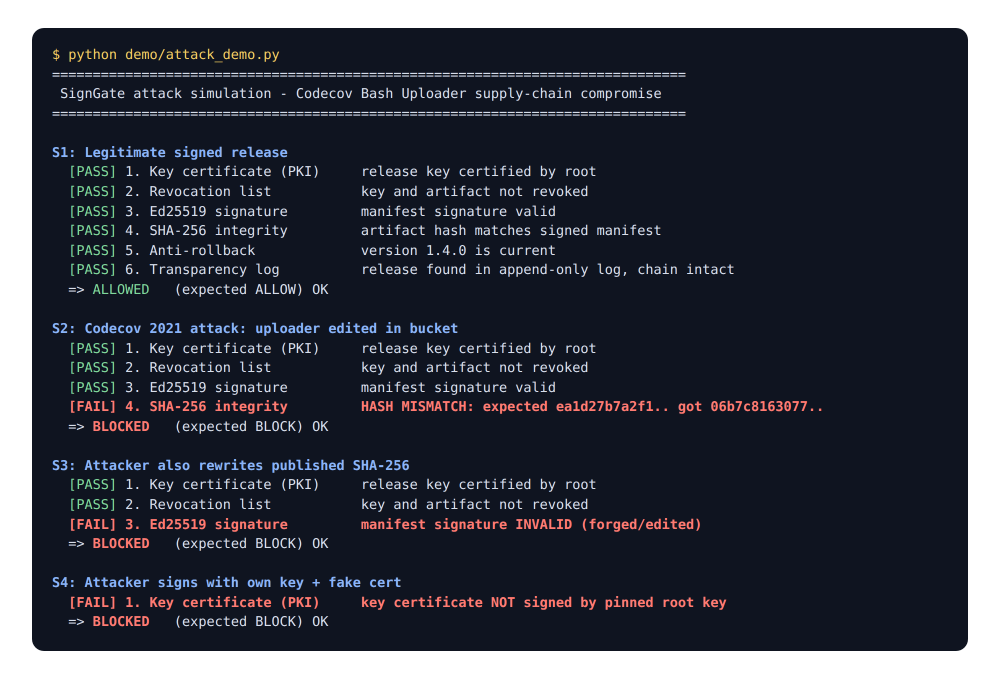 $ python demo/attack_demo.py
==============================================================================
SignGate attack simulation - Codecov Bash Uploader supply-chain compromise
==============================================================================
S1: Legitimate signed release
[PASS] 1. Key certificate (PKI)     release key certified by root
[PASS] 2. Revocation list           key and artifact not revoked
[PASS] 3. Ed25519 signature         manifest signature valid
[PASS] 4. SHA-256 integrity         artifact hash matches signed manifest
[PASS] 5. Anti-rollback             version 1.4.0 is current
[PASS] 6. Transparency log          release found in append-only log, chain intact
=> ALLOWED   (expected ALLOW) OK
S2: Codecov 2021 attack: uploader edited in bucket
[PASS] 1. Key certificate (PKI)     release key certified by root
[PASS] 2. Revocation list           key and artifact not revoked
[PASS] 3. Ed25519 signature         manifest signature valid
[FAIL] 4. SHA-256 integrity         HASH MISMATCH: expected ea1d27b7a2f1.. got 06b7c8163077..
=> BLOCKED   (expected BLOCK) OK
S3: Attacker also rewrites published SHA-256
[PASS] 1. Key certificate (PKI)     release key certified by root
[PASS] 2. Revocation list           key and artifact not revoked
[FAIL] 3. Ed25519 signature         manifest signature INVALID (forged/edited)
=> BLOCKED   (expected BLOCK) OK
S4: Attacker signs with own key + fake cert
[FAIL] 1. Key certificate (PKI)     key certificate NOT signed by pinned root key
=> BLOCKED   (expected BLOCK) OK